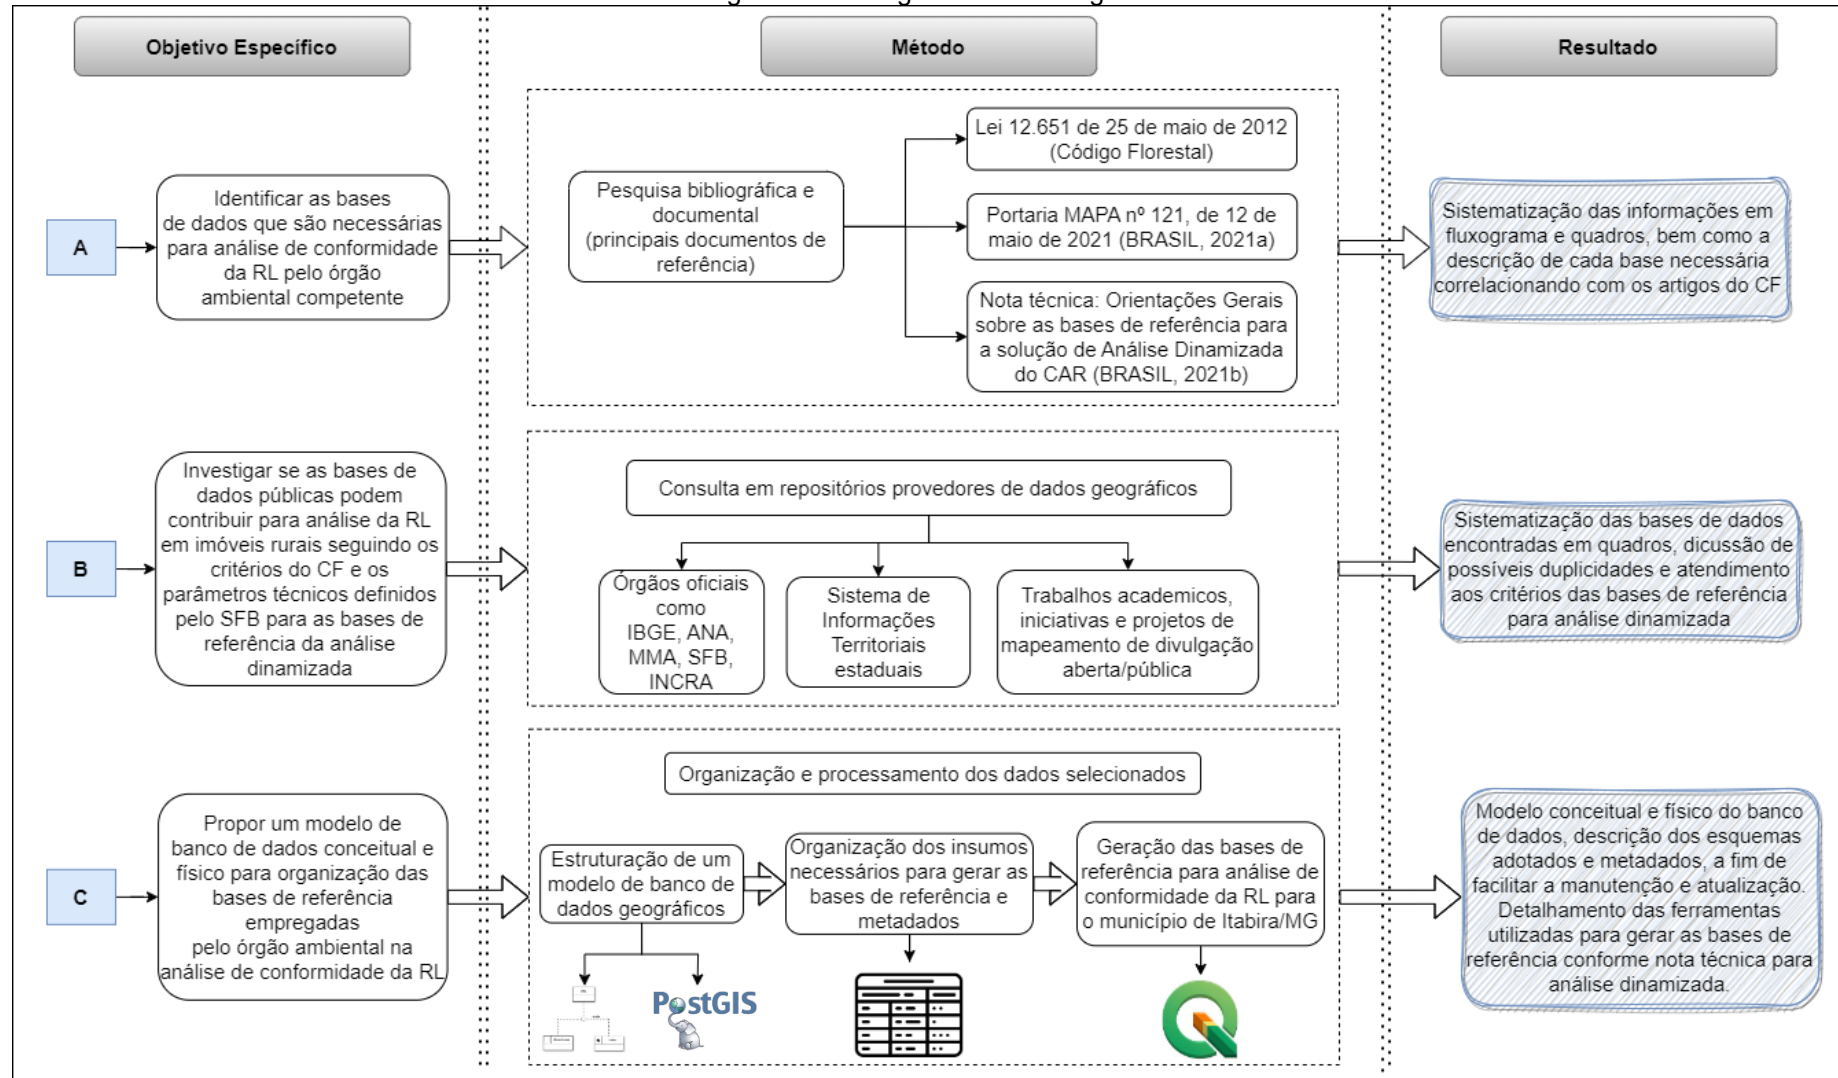 Objetivo Específico
Método
Resultado
A
Identificar as bases
de dados que são necessárias
para análise de conformidade
da RL pelo órgão
ambiental competente
Pesquisa bibliográfica e
documental
(principais documentos de
referência)
Lei 12.651 de 25 de maio de 2012
(Código Florestal)
Portaria MAPA nº 121, de 12 de
maio de 2021 (BRASIL, 2021a)
Nota técnica: Orientações Gerais
sobre as bases de referência para
a solução de Análise Dinamizada
do CAR (BRASIL, 2021b)
Sistematização das informações em
fluxograma e quadros, bem como a
descrição de cada base necessária
correlacionando com os artigos do CF
B
Investigar se as bases de
dados públicas podem
contribuir para análise da RL
em imóveis rurais seguindo os
critérios do CF e os
parâmetros técnicos definidos
pelo SFB para as bases de
referência da análise
dinamizada
Consulta em repositórios provedores de dados geográficos
Órgãos oficiais
como
IBGE, ANA,
MMA, SFB,
INCRA
Sistema de
Informações
Territoriais
estaduais
Trabalhos academicos,
iniciativas e projetos de
mapeamento de divulgação
aberta/pública
Sistematização das bases de dados
encontradas em quadros, dicussão de
possíveis duplicidades e atendimento
aos critérios das bases de referência
para análise dinamizada
C
Propor um modelo de
banco de dados conceitual e
físico para organização das
bases de referência
empregadas
pelo órgão ambiental na
análise de conformidade da RL
Organização e processamento dos dados selecionados
Estruturação de um
modelo de banco de
dados geográficos
Organização dos insumos
necessários para gerar as
bases de referência e
metadados
Geração das bases de
referência para análise de
conformidade da RL para
o município de Itabira/MG
PostGIS
Modelo conceitual e físico do banco
de dados, descrição dos esquemas
adotados e metadados, a fim de
facilitar a manutenção e atualização.
Detalhamento das ferramentas
utilizadas para gerar as bases de
referência conforme nota técnica para
análise dinamizada.